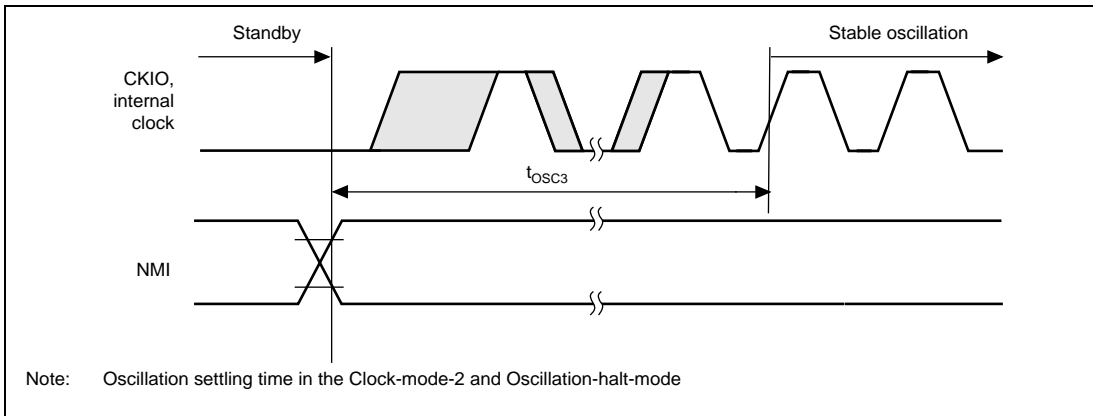 Standby
Stable oscillation
CKIO,
internal
clock
tOSC3
NMI
Note: Oscillation settling time in the Clock-mode-2 and Oscillation-halt-mode